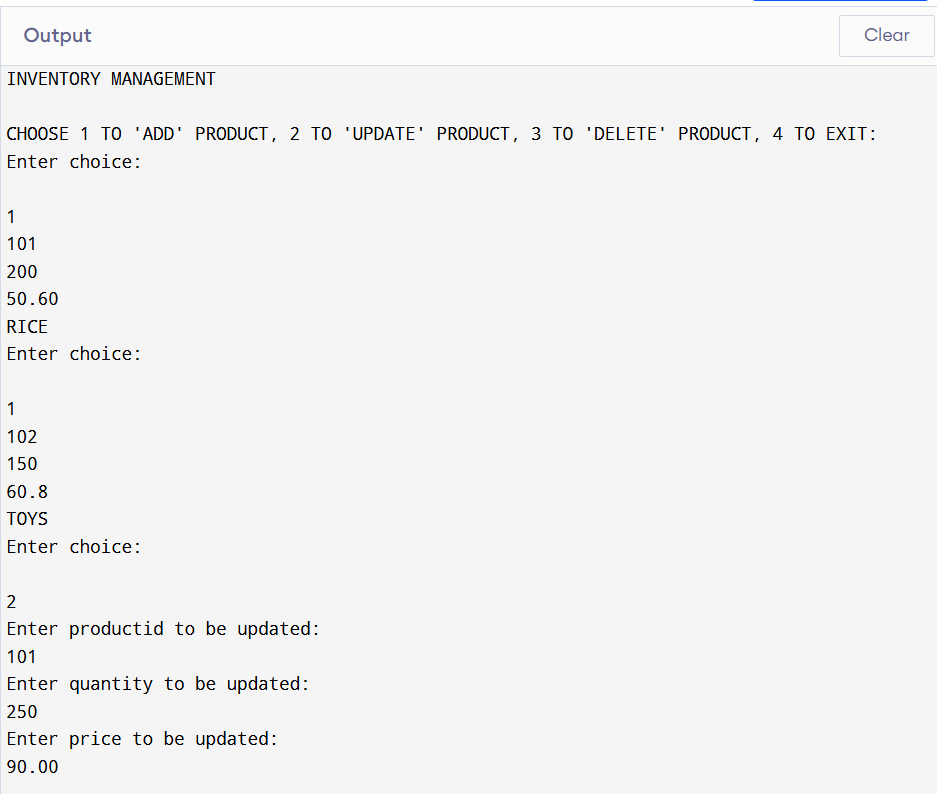 Output
Clear
INVENTORY MANAGEMENT
CHOOSE 1 TO 'ADD' PRODUCT, 2 TO 'UPDATE' PRODUCT, 3 TO 'DELETE' PRODUCT, 4 TO EXIT:
Enter choice:
1
101
200
50.60
RICE
Enter choice:
1
102
150
60.8
TOYS
Enter choice:
2
Enter productid to be updated:
101
Enter quantity to be updated:
250
Enter price to be updated:
90.00